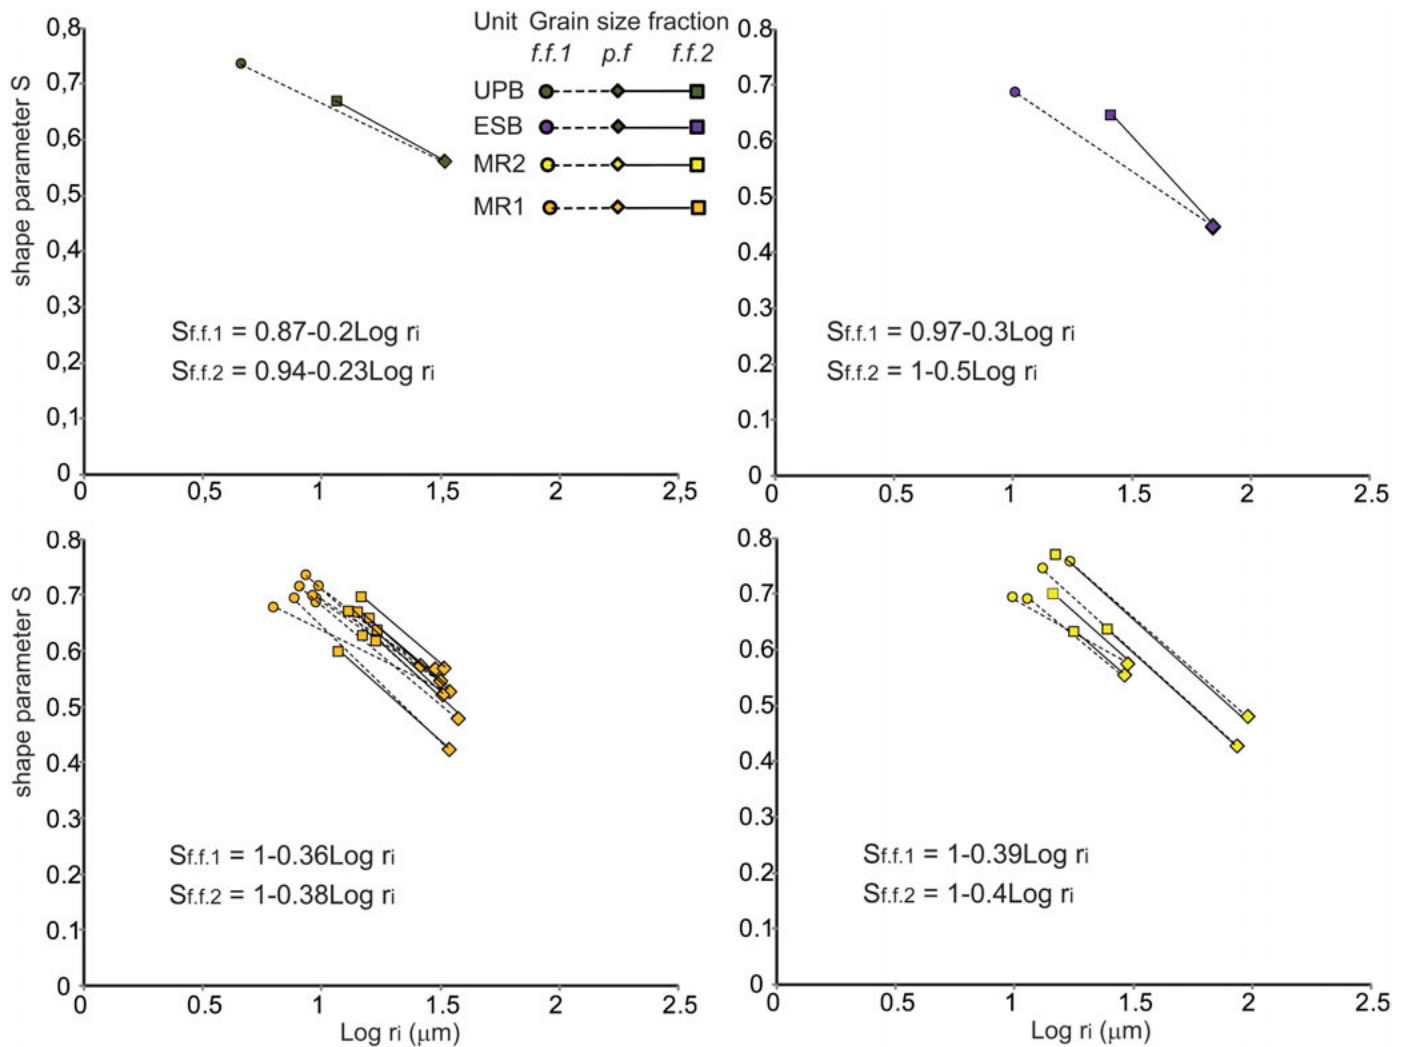 Unit Grain size fraction
f.f.1 p.f f.f.2
UPB
ESB
MR2
MR1
shape parameter S
0,8
0,7
0,6
0,5
0,4
0,3
0,2
0,1
0
0 0,5 1 1,5 2 2,5
Sf.f.1 = 0.87-0.2Log ri
Sf.f.2 = 0.94-0.23Log ri
0.8
0.7
0.6
0.5
0.4
0.3
0.2
0.1
0
0 0.5 1 1.5 2 2.5
Sf.f.1 = 0.97-0.3Log ri
Sf.f.2 = 1-0.5Log ri
shape parameter S
0.8
0.7
0.6
0.5
0.4
0.3
0.2
0.1
0
0 0,5 1 1,5 2 2.5
Sf.f.1 = 1-0.36Log ri
Sf.f.2 = 1-0.38Log ri
Log ri (μm)
0.8
0.7
0.6
0.5
0.4
0.3
0.2
0.1
0
0 0.5 1 1.5 2 2.5
Sf.f.1 = 1-0.39Log ri
Sf.f.2 = 1-0.4Log ri
Log ri (μm)